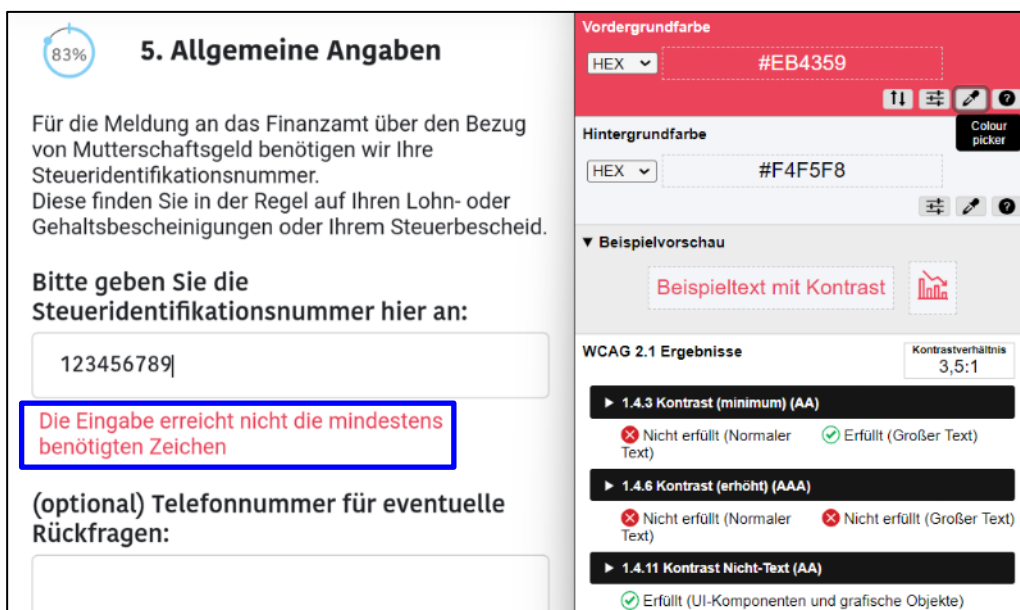 83%
5. Allgemeine Angaben
Für die Meldung an das Finanzamt über den Bezug
von Mutterschaftsgeld benötigen wir Ihre
Steueridentifikationsnummer.
Diese finden Sie in der Regel auf Ihren Lohn- oder
Gehaltsbescheinigungen oder Ihrem Steuerbescheid.
Bitte geben Sie die
Steueridentifikationsnummer hier an:
123456789
Die Eingabe erreicht nicht die mindestens
benötigten Zeichen
(optional) Telefonnummer für eventuelle
Rückfragen:
Vordergrundfarbe
HEX
#EB4359
?
Colour
picker
Hintergrundfarbe
HEX
#F4F5F8
?
▼ Beispielvorschau
Beispieltext mit Kontrast
WCAG 2.1 Ergebnisse
Kontrastverhältnis
3,5:1
▶ 1.4.3 Kontrast (minimum) (AA)
Nicht erfüllt (Normaler
Text)
Erfüllt (Großer Text)
▶ 1.4.6 Kontrast (erhöht) (AAA)
Nicht erfüllt (Normaler
Text)
Nicht erfüllt (Großer Text)
▶ 1.4.11 Kontrast Nicht-Text (AA)
Erfüllt (UI-Komponenten und grafische Objekte)